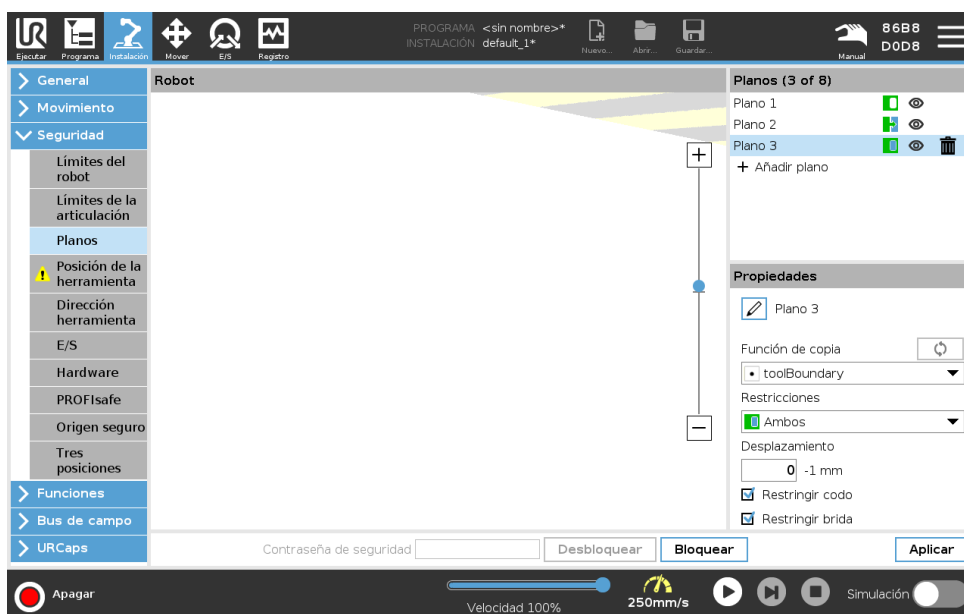 UR
Ejecutar
Programa
Instalación
Mover
E/S
Registro
PROGRAMA <sin nombre>*
INSTALACIÓN default_1*
Nuevo...
Abrir...
Guardar...
Manual
86B8
D0D8
General
Movimiento
Seguridad
Límites del
robot
Límites de la
articulación
Planos
Posición de la
herramienta
Dirección
herramienta
E/S
Hardware
PROFIsafe
Origen seguro
Tres
posiciones
Funciones
Bus de campo
URCaps
Robot
Planos (3 of 8)
Plano 1
Plano 2
Plano 3
+ Añadir plano
Propiedades
Plano 3
Función de copia
toolBoundary
Restricciones
Ambos
Desplazamiento
0 -1 mm
Restringir codo
Restringir brida
Contraseña de seguridad
Desbloquear
Bloquear
Aplicar
Apagar
Velocidad 100%
250mm/s
Simulación